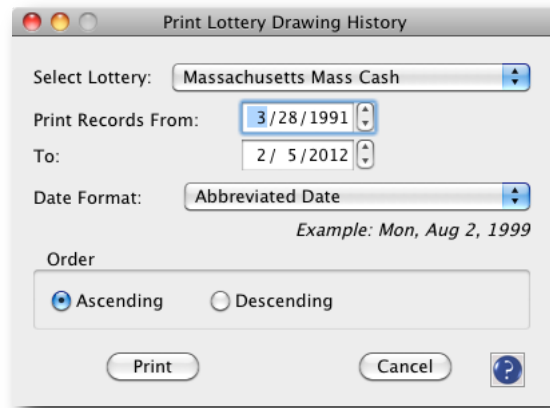 Print Lottery Drawing History
Select Lottery: Massachusetts Mass Cash
Print Records From: 3/28/1991
To: 2/ 5/2012
Date Format: Abbreviated Date
Example: Mon, Aug 2, 1999
Order
Ascending Descending
Print Cancel ?